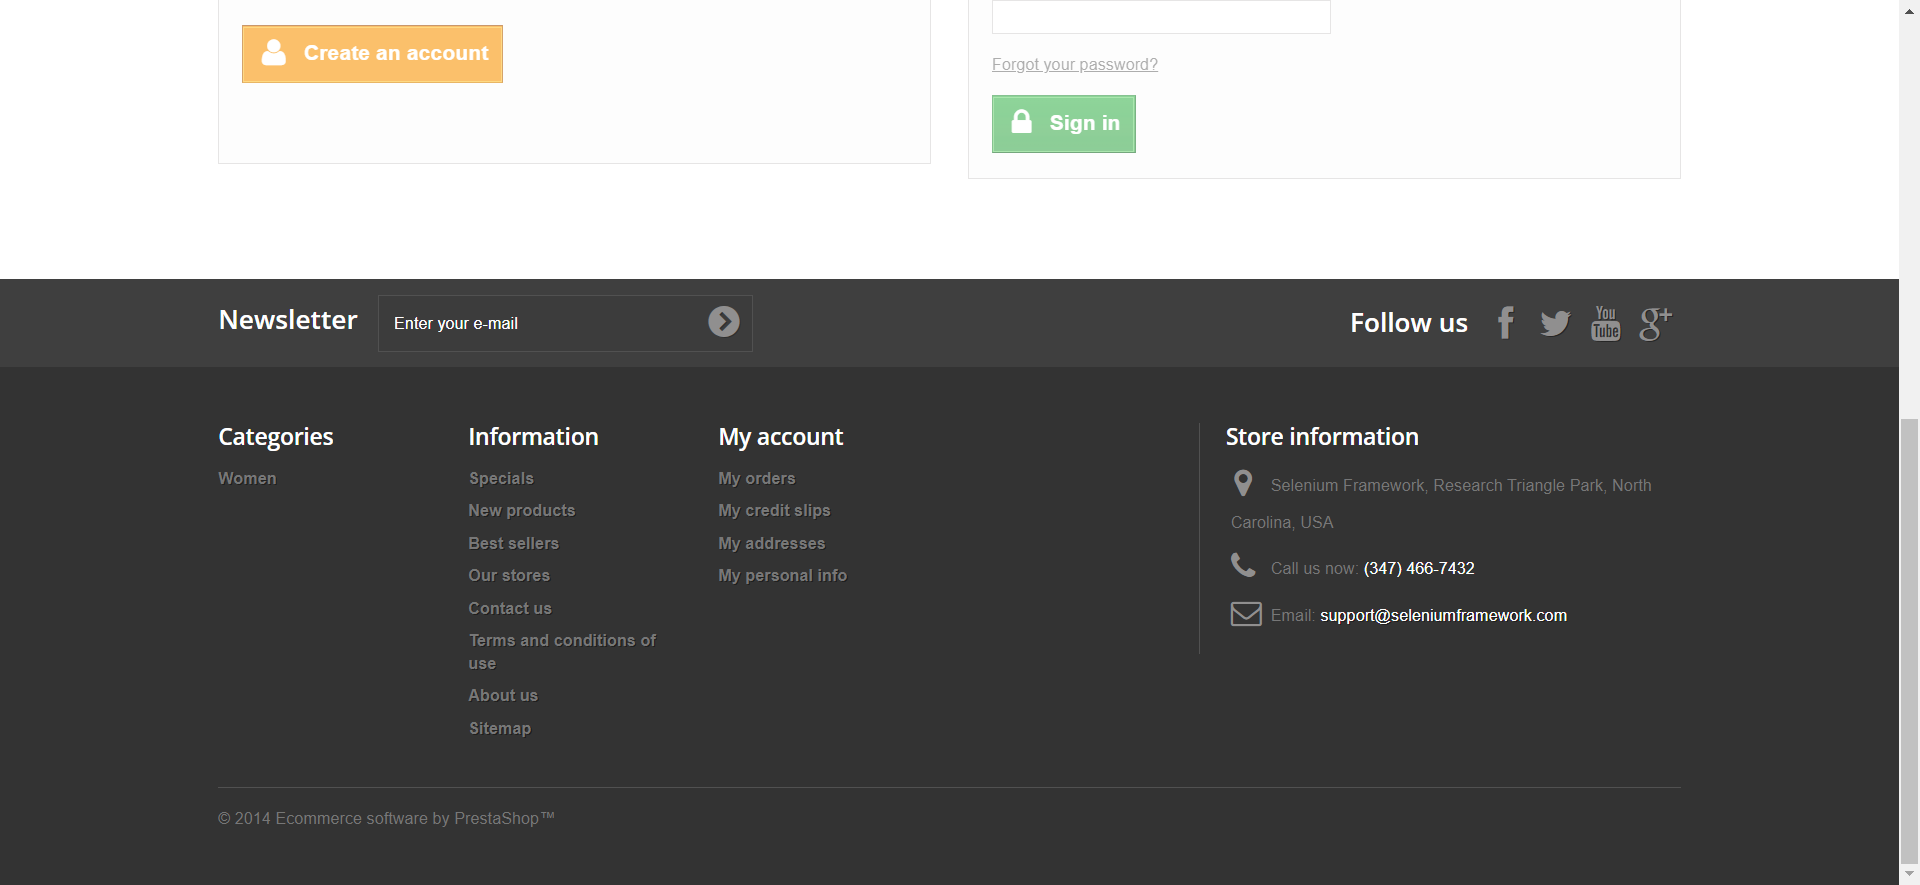 Create an account
Forgot your password?
Sign in
Newsletter
Enter your e-mail
Follow us
You
Tube
g+
Categories
Women
Information
Specials
New products
Best sellers
Our stores
Contact us
Terms and conditions of
use
About us
Sitemap
My account
My orders
My credit slips
My addresses
My personal info
Store information
Selenium Framework, Research Triangle Park, North
Carolina, USA
Call us now: (347) 466-7432
Email: support@seleniumframework.com
© 2014 Ecommerce software by PrestaShop™